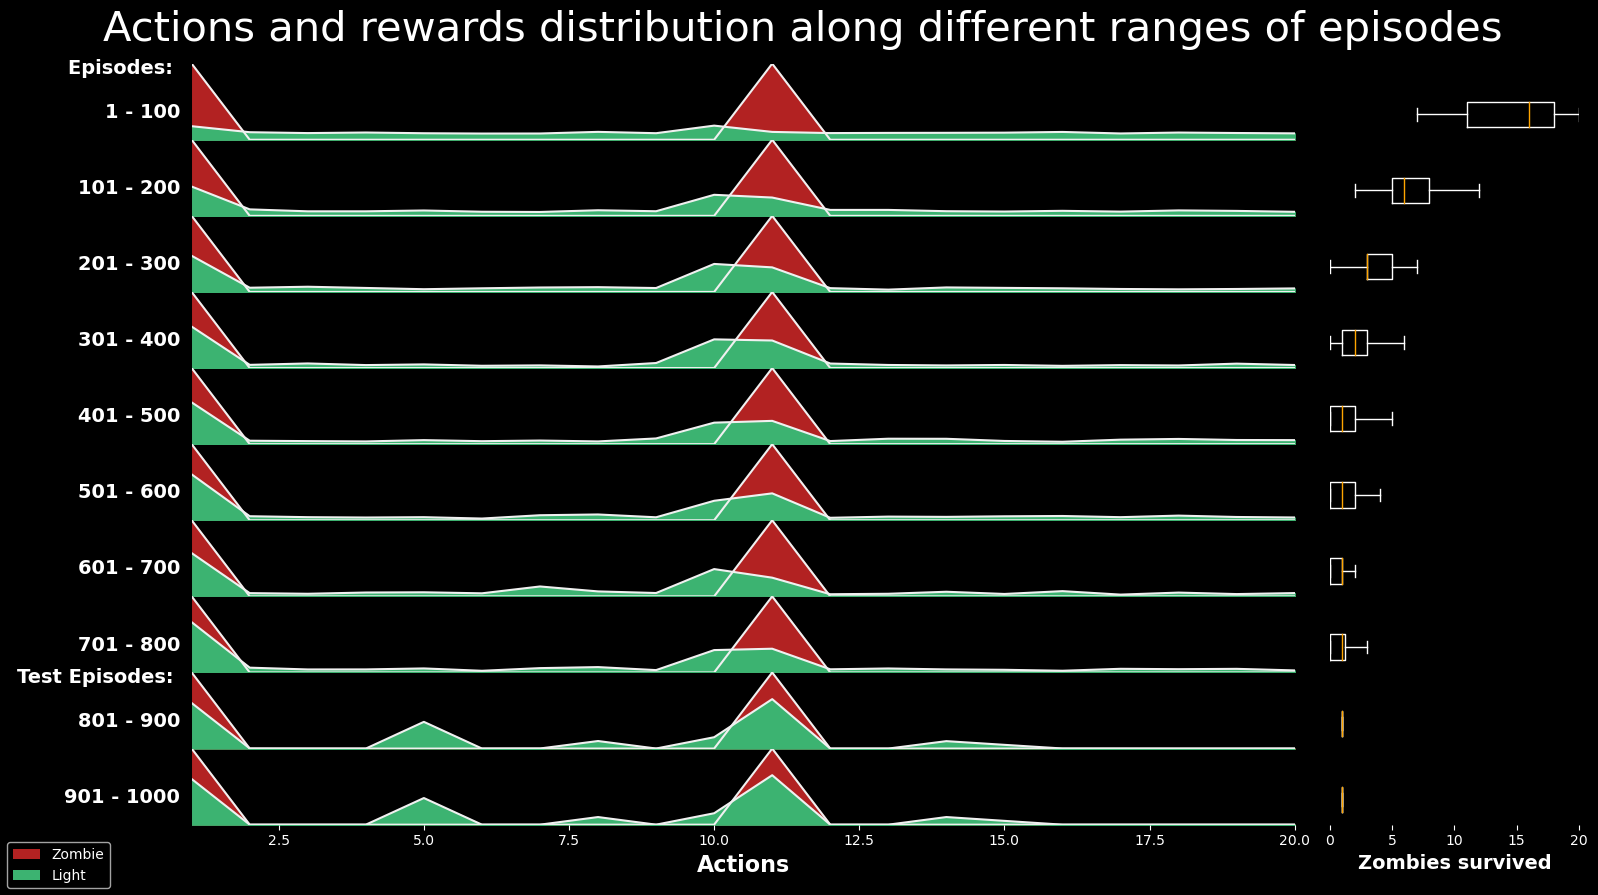 Actions and rewards distribution along different ranges of episodes
Episodes:
1 - 100
101 - 200
201 - 300
301 - 400
401 - 500
501 - 600
601 - 700
701 - 800
Test Episodes:
801 - 900
901 - 1000
2.5 5.0 7.5 10.0 12.5 15.0 17.5 20.0
0 5 10 15 20
Actions
Zombies survived
Zombie
Light